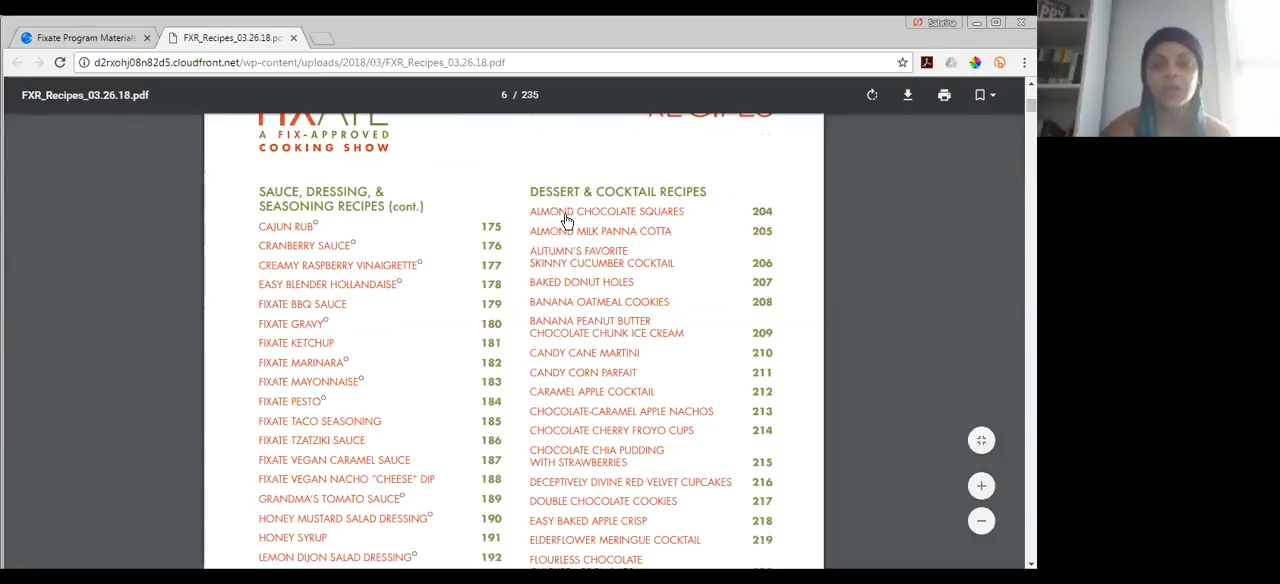 Sabrina
Fixate Program Materials
FXR_Recipes_03.26.18.pdf
d2rxohj08n82d5.cloudfront.net/wp-content/uploads/2018/03/FXR_Recipes_03.26.18.pdf
FXR_Recipes_03.26.18.pdf
6 / 235
FIXATE
RECIPES
A FIX-APPROVED
COOKING SHOW
SAUCE, DRESSING, &
SEASONING RECIPES (cont.)
CAJUN RUB° 175
CRANBERRY SAUCE° 176
CREAMY RASPBERRY VINAIGRETTE° 177
EASY BLENDER HOLLANDAISE° 178
FIXATE BBQ SAUCE 179
FIXATE GRAVY° 180
FIXATE KETCHUP 181
FIXATE MARINARA° 182
FIXATE MAYONNAISE° 183
FIXATE PESTO° 184
FIXATE TACO SEASONING 185
FIXATE TZATZIKI SAUCE 186
FIXATE VEGAN CARAMEL SAUCE 187
FIXATE VEGAN NACHO “CHEESE” DIP 188
GRANDMA’S TOMATO SAUCE° 189
HONEY MUSTARD SALAD DRESSING° 190
HONEY SYRUP 191
LEMON DIJON SALAD DRESSING° 192
DESSERT & COCKTAIL RECIPES
ALMOND CHOCOLATE SQUARES 204
ALMOND MILK PANNA COTTA 205
AUTUMN’S FAVORITE
SKINNY CUCUMBER COCKTAIL 206
BAKED DONUT HOLES 207
BANANA OATMEAL COOKIES 208
BANANA PEANUT BUTTER
CHOCOLATE CHUNK ICE CREAM 209
CANDY CANE MARTINI 210
CANDY CORN PARFAIT 211
CARAMEL APPLE COCKTAIL 212
CHOCOLATE-CARAMEL APPLE NACHOS 213
CHOCOLATE CHERRY FROYO CUPS 214
CHOCOLATE CHIA PUDDING
WITH STRAWBERRIES 215
DECEPTIVELY DIVINE RED VELVET CUPCAKES 216
DOUBLE CHOCOLATE COOKIES 217
EASY BAKED APPLE CRISP 218
ELDERFLOWER MERINGUE COCKTAIL 219
FLOURLESS CHOCOLATE